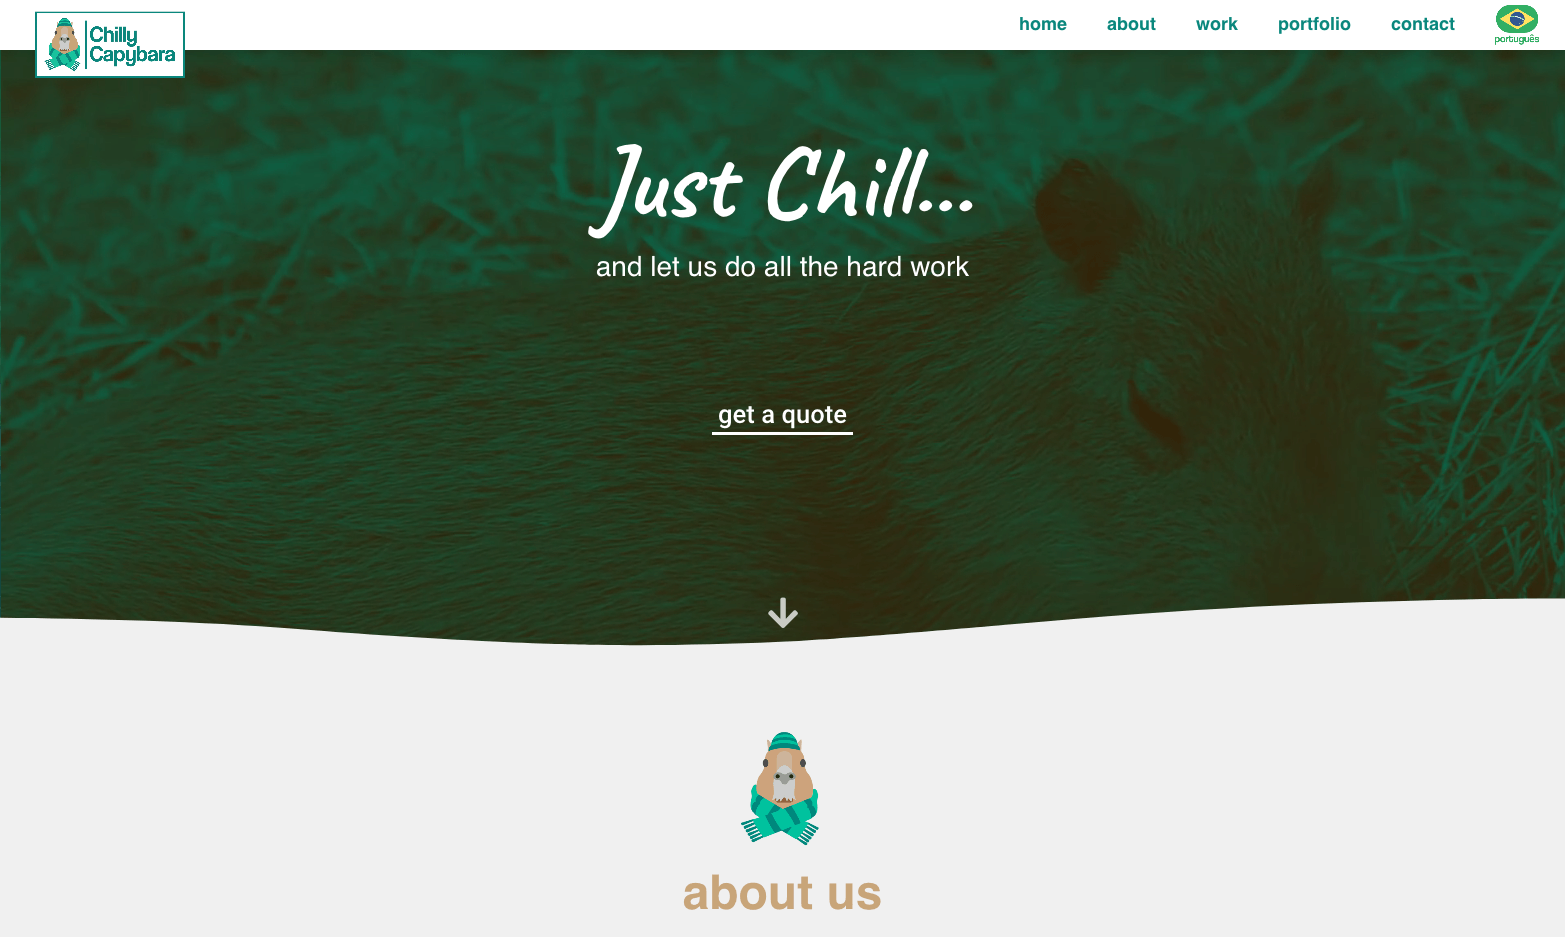 Chilly
Capybara
home about work portfolio contact
português
Just Chill...
and let us do all the hard work
get a quote
about us